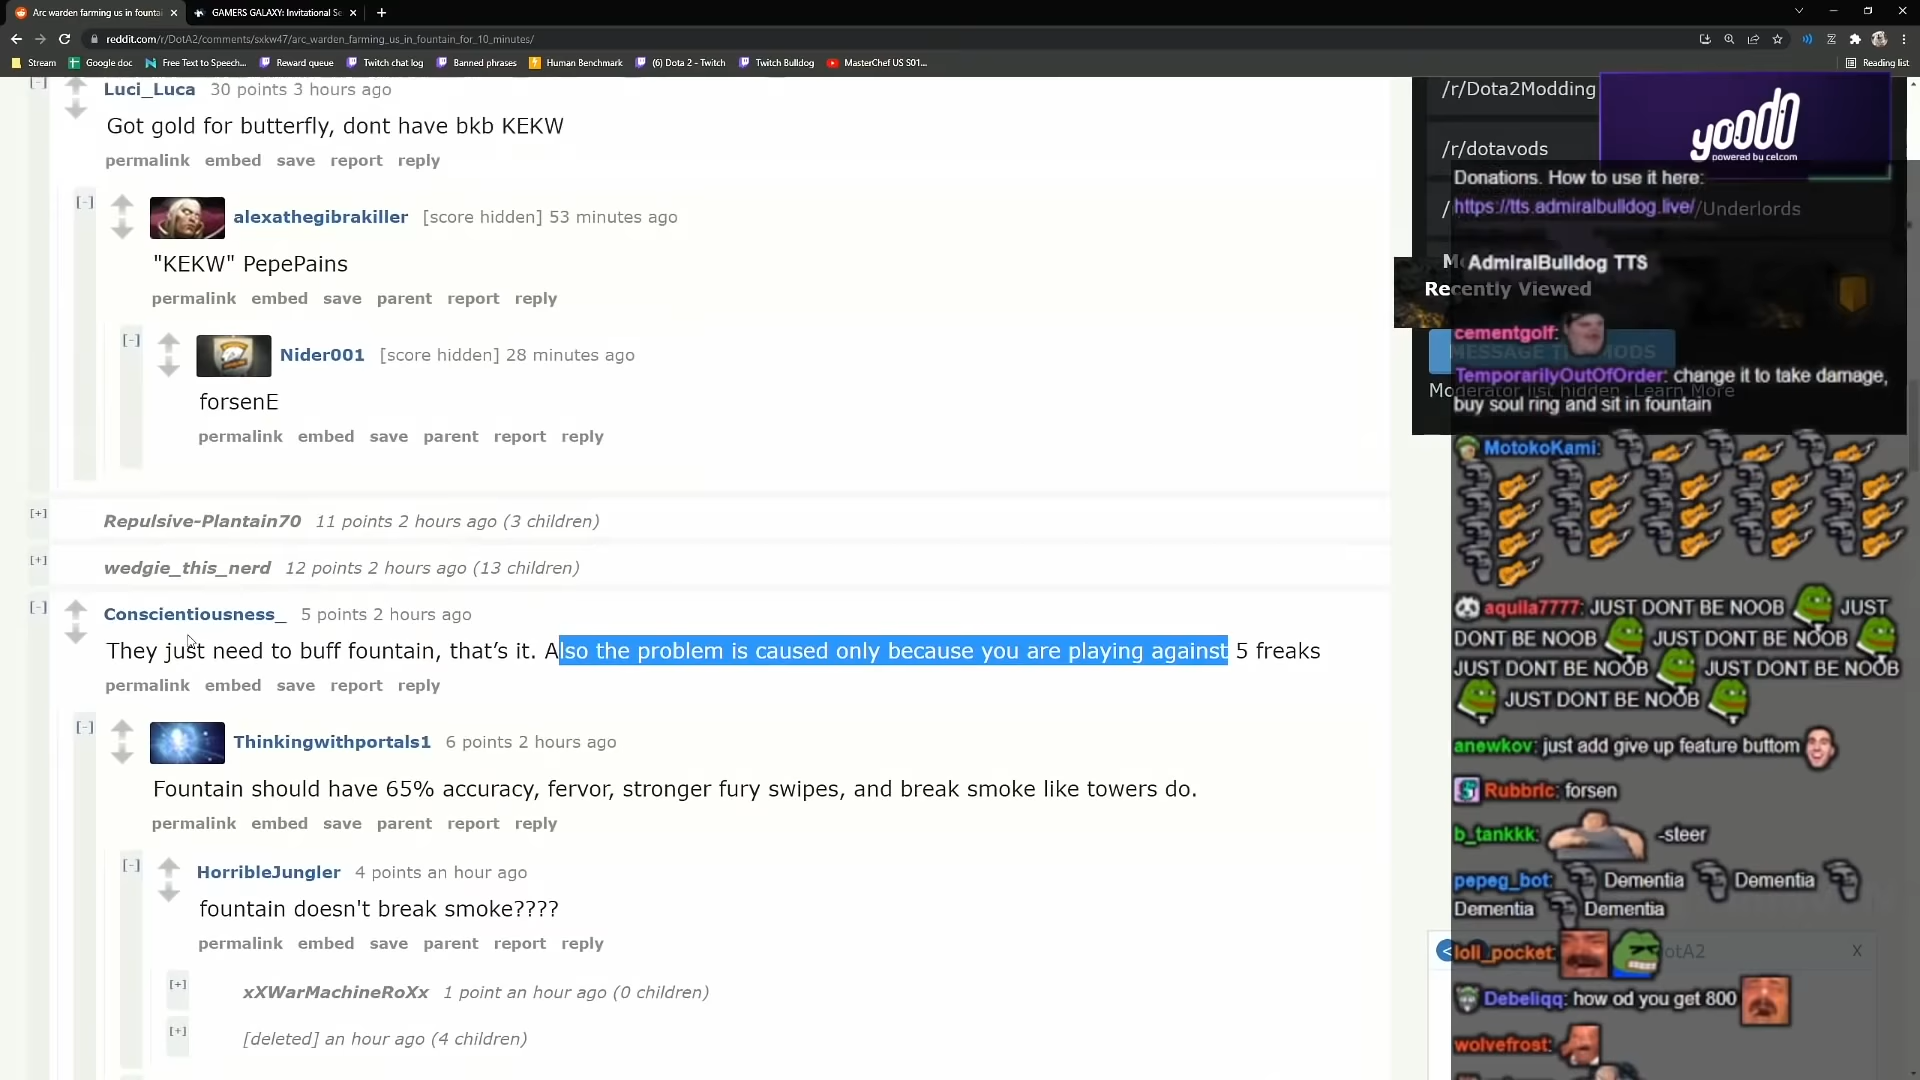 Arc warden farming us in founta
GAMERS GALAXY: Invitational Se
reddit.com/r/DotA2/comments/sxkw47/arc_warden_farming_us_in_fountain_for_10_minutes/
Stream
Google doc
Free Text to Speech...
Reward queue
Twitch chat log
Banned phrases
Human Benchmark
(6) Dota 2 - Twitch
Twitch Bulldog
MasterChef US S01...
Reading list
[-]
Luci_Luca 30 points 3 hours ago
Got gold for butterfly, dont have bkb KEKW
permalink embed save report reply
[-]
alexathegibrakiller [score hidden] 53 minutes ago
"KEKW" PepePains
permalink embed save parent report reply
[-]
Nider001 [score hidden] 28 minutes ago
forsenE
permalink embed save parent report reply
[+]
Repulsive-Plantain70 11 points 2 hours ago (3 children)
[+]
wedgie_this_nerd 12 points 2 hours ago (13 children)
[-]
Conscientiousness_ 5 points 2 hours ago
They just need to buff fountain, that’s it. Also the problem is caused only because you are playing against 5 freaks
permalink embed save report reply
[-]
Thinkingwithportals1 6 points 2 hours ago
Fountain should have 65% accuracy, fervor, stronger fury swipes, and break smoke like towers do.
permalink embed save parent report reply
[-]
HorribleJungler 4 points an hour ago
fountain doesn't break smoke????
permalink embed save parent report reply
[+]
xXWarMachineRoXx 1 point an hour ago (0 children)
[+]
[deleted] an hour ago (4 children)
/r/Dota2Modding
/r/dotavods
/Underlords
yoodo
powered by celcom
Donations. How to use it here:
https://tts.admiralbulldog.live/
AdmiralBulldog TTS
Recently Viewed
MESSAGE THE MODS
Moderator list hidden. Learn More
cementgolf:
TemporarilyOutOfOrder: change it to take damage,
buy soul ring and sit in fountain
MotokoKami:
aquila7777: JUST DONT BE NOOB JUST
DONT BE NOOB JUST DONT BE NOOB
JUST DONT BE NOOB JUST DONT BE NOOB
JUST DONT BE NOOB
anewkov: just add give up feature buttom
Rubbrlc: forsen
b_tankkk: -steer
pepeg_bot: Dementia Dementia
Dementia Dementia
loli_pocket:
otA2
X
Debeliqq: how od you get 800
wolvefrost: